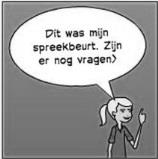 Dit was mijn
spreekbeurt. Zijn
er nog vragen?